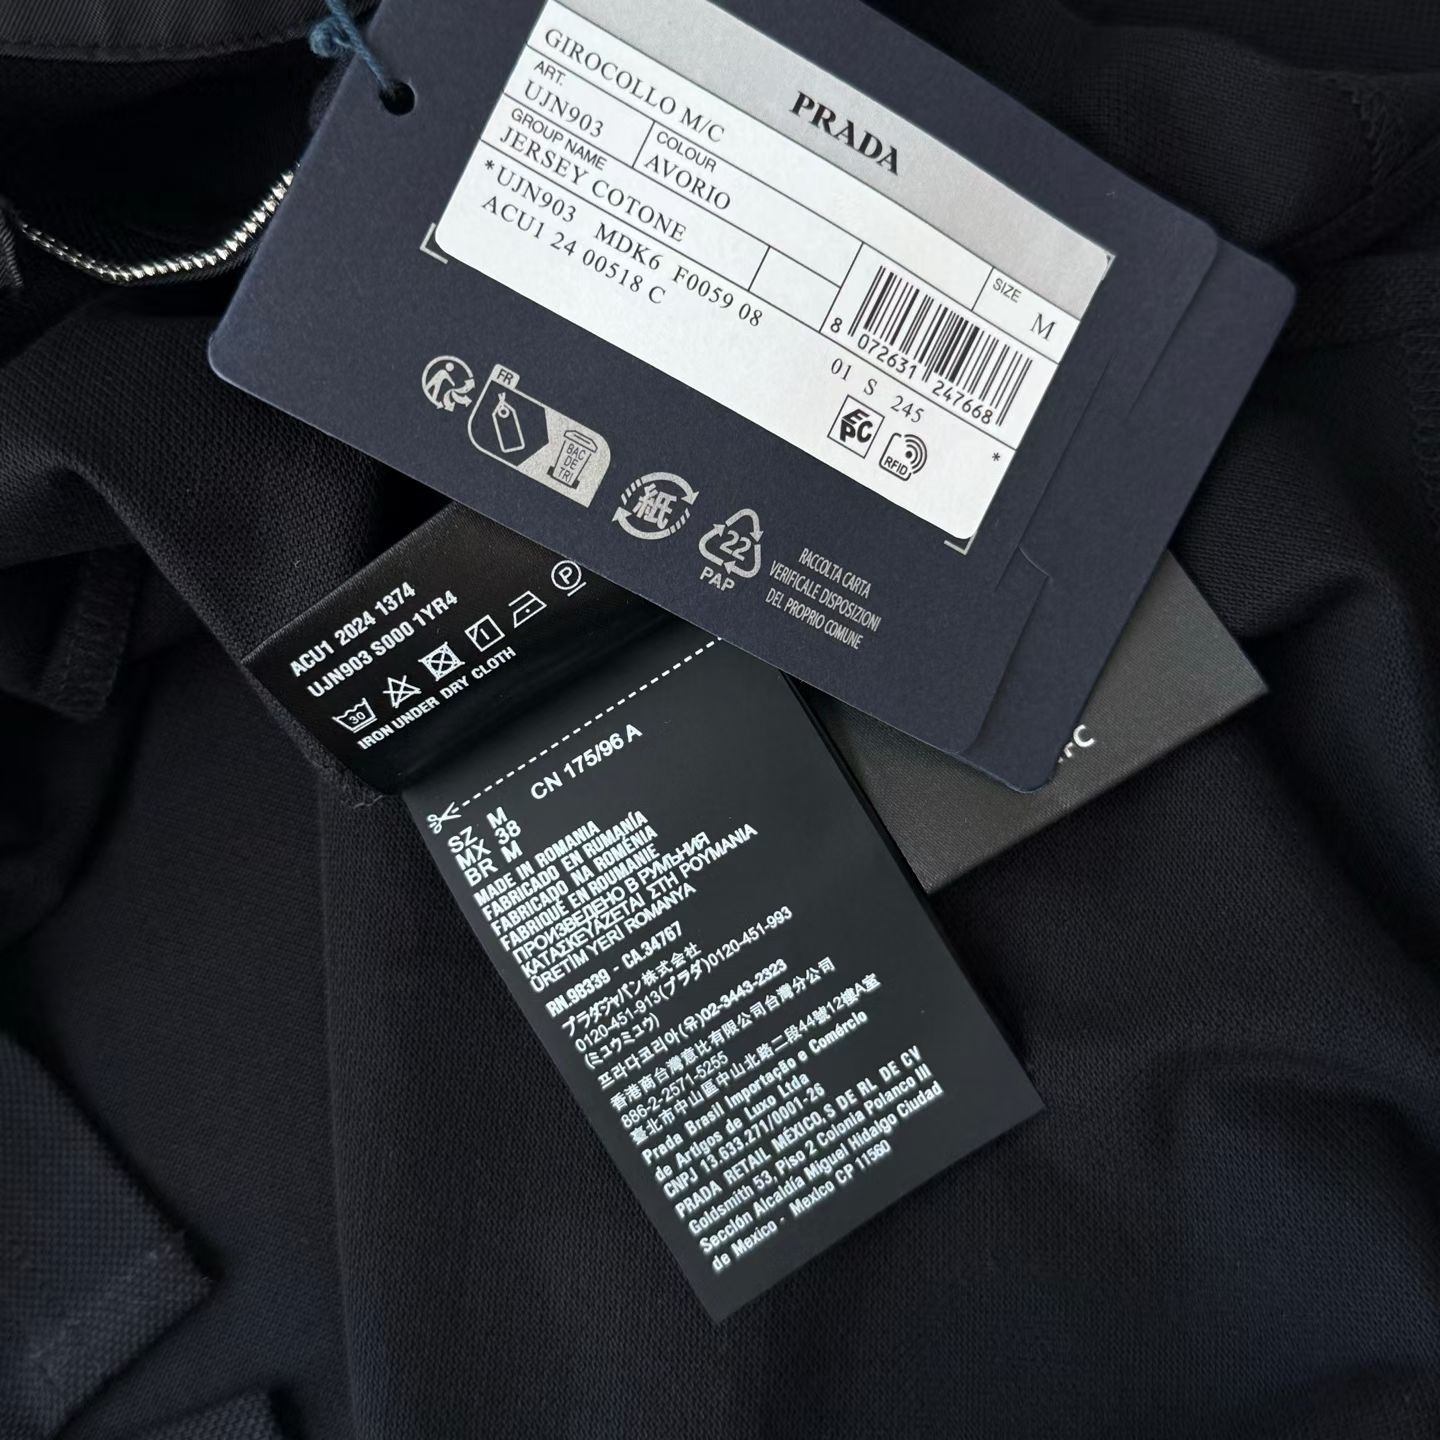 PRADA
GIROCOLLO M/C
ART.
UJN903
COLOUR
AVORIO
SIZE
M
GROUP NAME
JERSEY COTONE
*UJN903 MDK6 F0059 08
ACU1 24 00518 C
8 072631 247668
01 S 245
*
EPC
RFID
FR
BAC
DE
TRI
紙
22
PAP
RACCOLTA CARTA
VERIFICALE DISPOSIZIONI
DEL PROPRIO COMUNE
ACU1 2024 1374
UJN903 S000 1YR4
30
1
P
IRON UNDER DRY CLOTH
CN 175/96 A
SZ M
MX 38
BR M
MADE IN ROMANIA
FABRICADO EN RUMANÍA
FABRICADO NA ROMÉNIA
FABRIQUÉ EN ROUMANIE
ПРОИЗВЕДЕНО В РУМЫНИЯ
ΚΑΤΑΣΚΕΥΑΖΕΤΑΙ ΣΤΗ ΡΟΥΜΑΝΙΑ
ÜRETİM YERİ ROMANYA
RN.98339 - CA.34767
プラダジャパン株式会社
0120-451-913(プラダ)0120-451-993
(ミュウミュウ)
프라다코리아(유)02-3443-2323
香港商台灣意比有限公司台灣分公司
886-2-2571-5255
臺北市中山區中山北路二段44號12樓A室
Prada Brasil Importação e Comércio
de Artigos de Luxo Ltda
CNPJ 13.633.271/0001-26
PRADA RETAIL MÉXICO, S DE RL DE CV
Goldsmith 53, Piso 2 Colonia Polanco III
Sección Alcaldía Miguel Hidalgo Ciudad
de Mexico - Mexico CP 11560